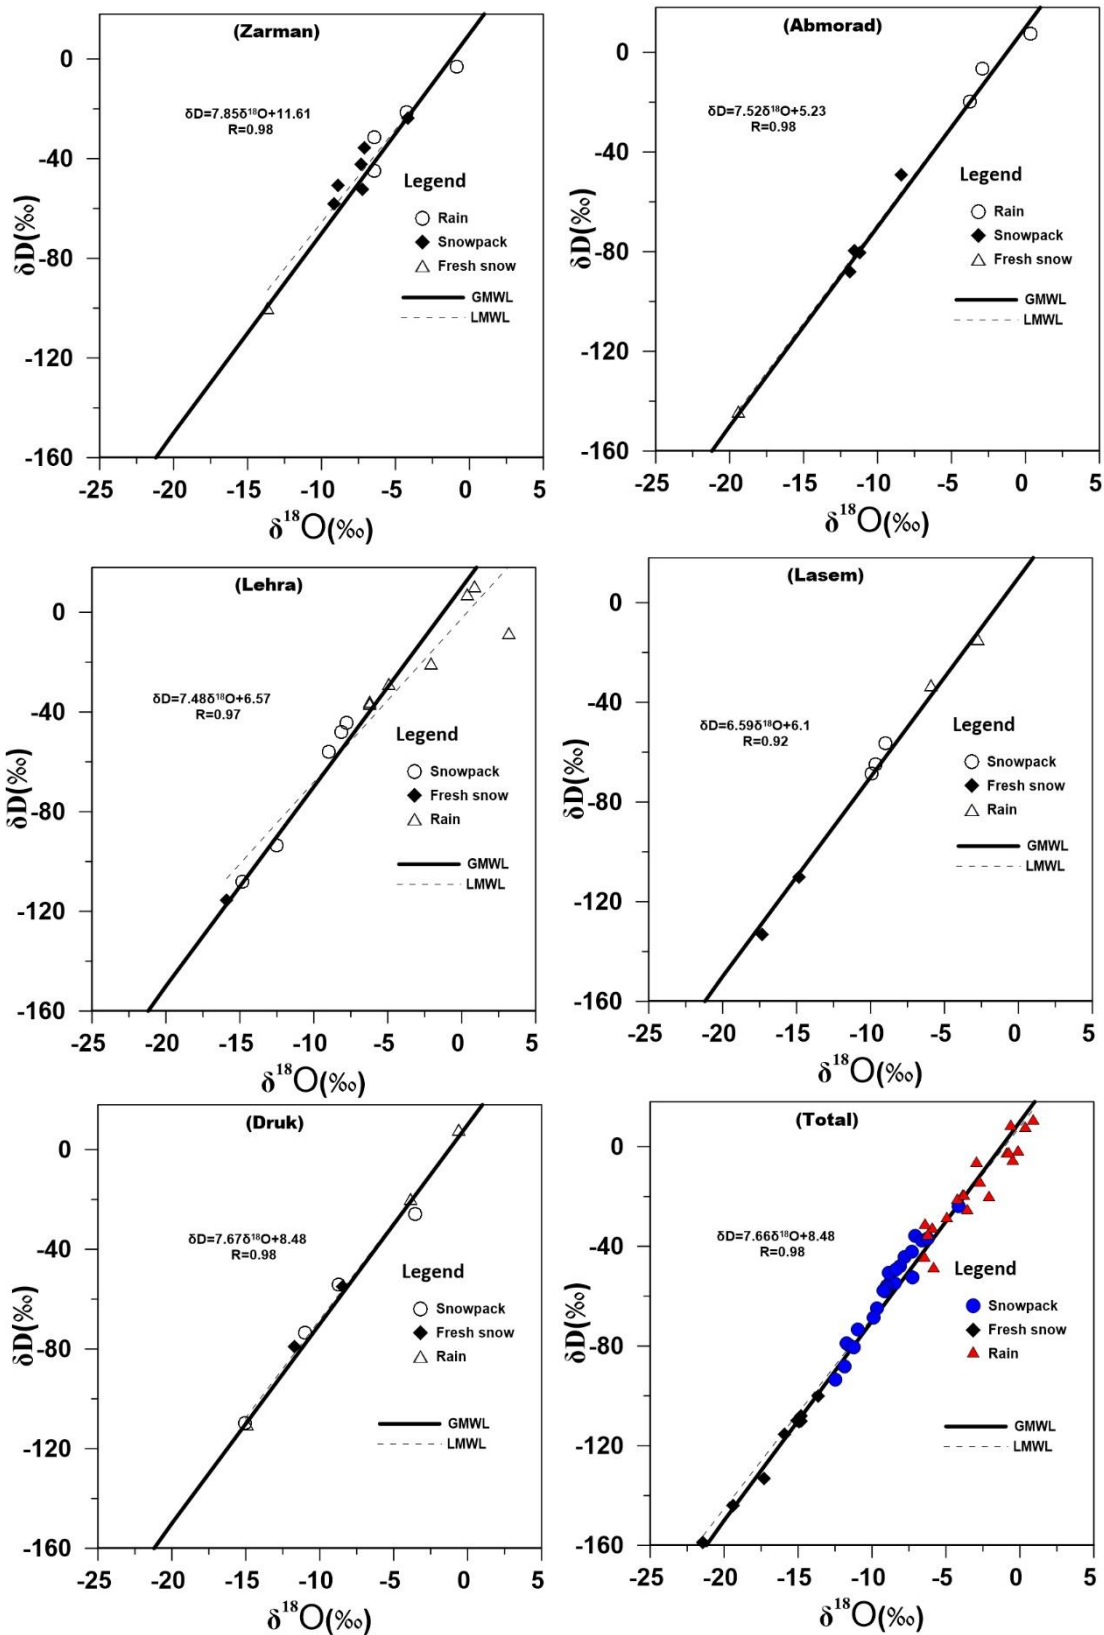 (Zarman)
0
-40
-80
-120
-160
δD(‰)
δD=7.85δ¹⁸O+11.61
R=0.98
Legend
Rain
Snowpack
Fresh snow
GMWL
LMWL
-25 -20 -15 -10 -5 0 5
δ¹⁸O(‰)
(Abmorad)
0
-40
-80
-120
-160
δD(‰)
δD=7.52δ¹⁸O+5.23
R=0.98
Legend
Rain
Snowpack
Fresh snow
GMWL
LMWL
-25 -20 -15 -10 -5 0 5
δ¹⁸O(‰)
(Lehra)
0
-40
-80
-120
-160
δD(‰)
δD=7.48δ¹⁸O+6.57
R=0.97
Legend
Snowpack
Fresh snow
Rain
GMWL
LMWL
-25 -20 -15 -10 -5 0 5
δ¹⁸O(‰)
(Lasem)
0
-40
-80
-120
-160
δD(‰)
δD=6.59δ¹⁸O+6.1
R=0.92
Legend
Snowpack
Fresh snow
Rain
GMWL
LMWL
-25 -20 -15 -10 -5 0 5
δ¹⁸O(‰)
(Druk)
0
-40
-80
-120
-160
δD(‰)
δD=7.67δ¹⁸O+8.48
R=0.98
Legend
Snowpack
Fresh snow
Rain
GMWL
LMWL
-25 -20 -15 -10 -5 0 5
δ¹⁸O(‰)
(Total)
0
-40
-80
-120
-160
δD(‰)
δD=7.66δ¹⁸O+8.48
R=0.98
Legend
Snowpack
Fresh snow
Rain
GMWL
LMWL
-25 -20 -15 -10 -5 0 5
δ¹⁸O(‰)